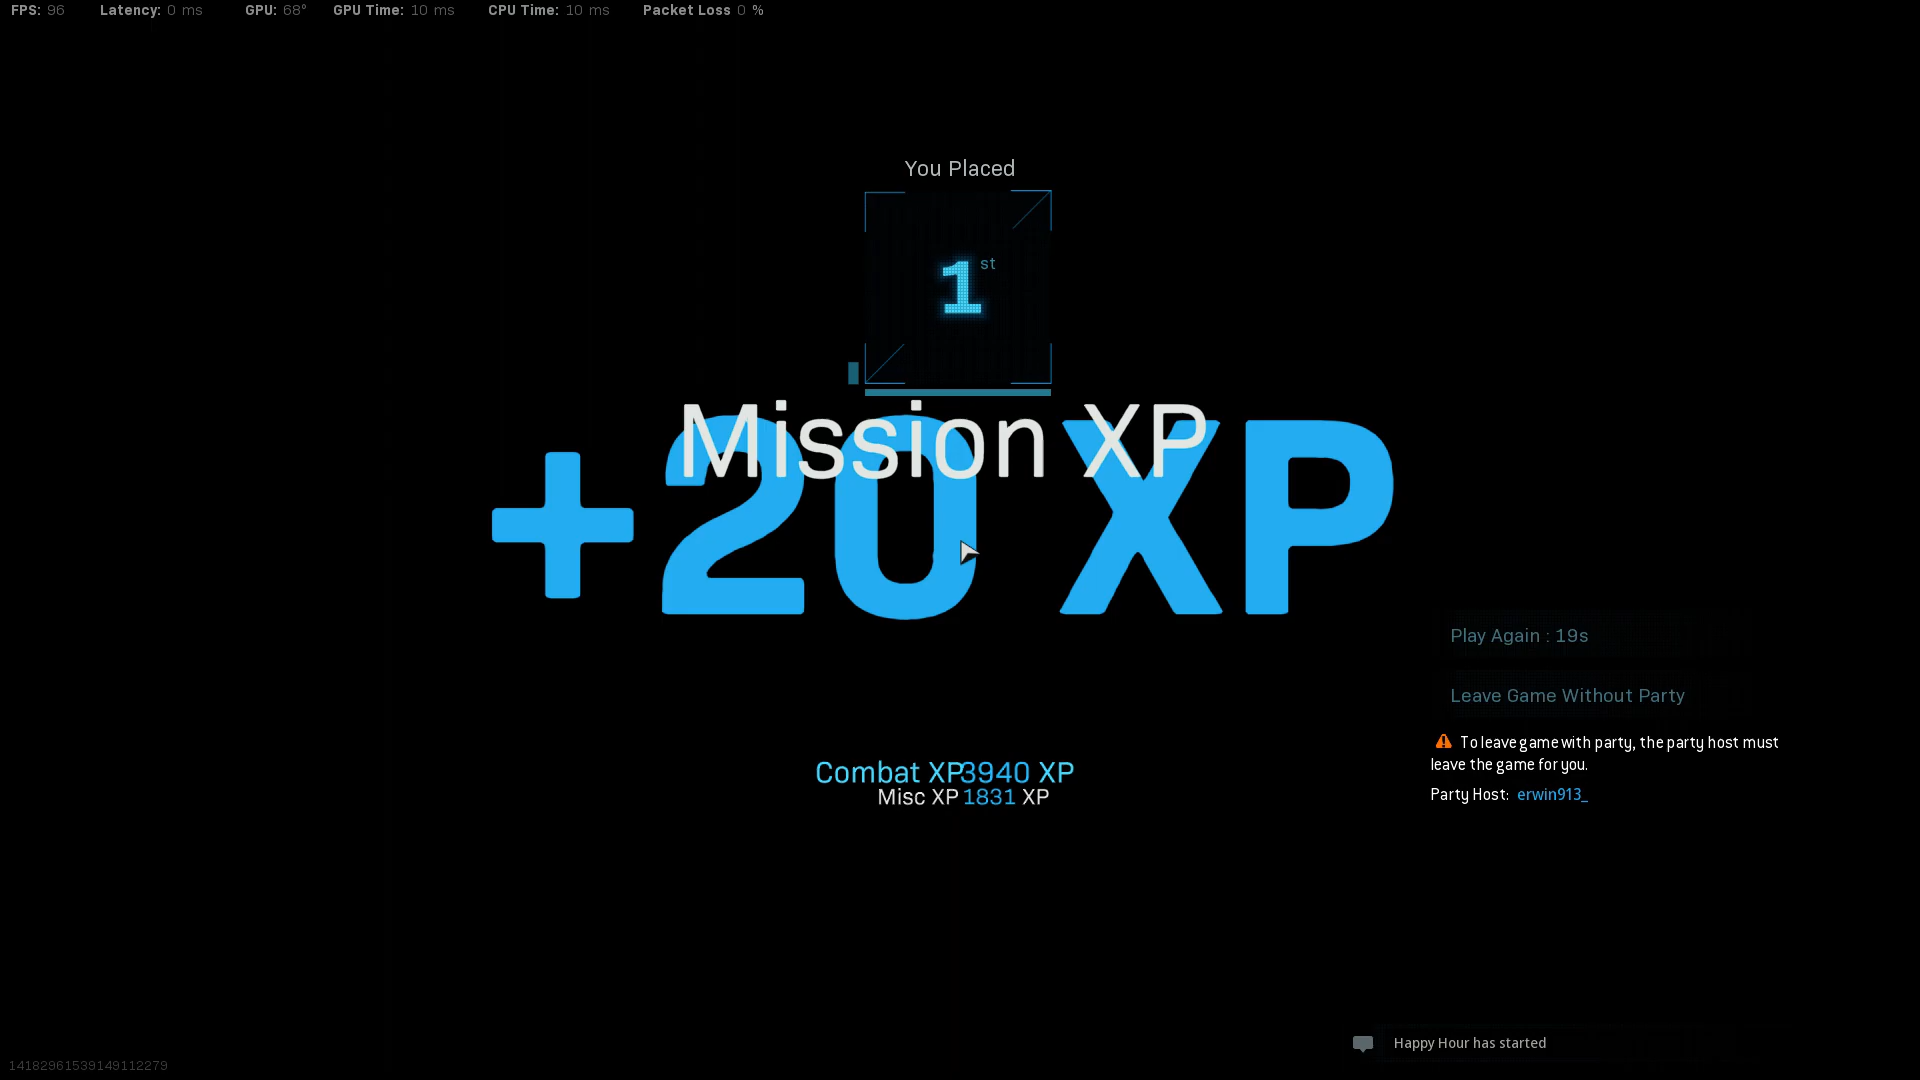 FPS: 96 Latency: 0 ms GPU: 68° GPU Time: 10 ms CPU Time: 10 ms Packet Loss 0 %
You Placed
1st
Mission XP
+20 XP
Play Again : 19s
Leave Game Without Party
To leave game with party, the party host must
leave the game for you.
Party Host: erwin913_
Combat XP 3940 XP
Misc XP 1831 XP
Happy Hour has started
14182961539149112279